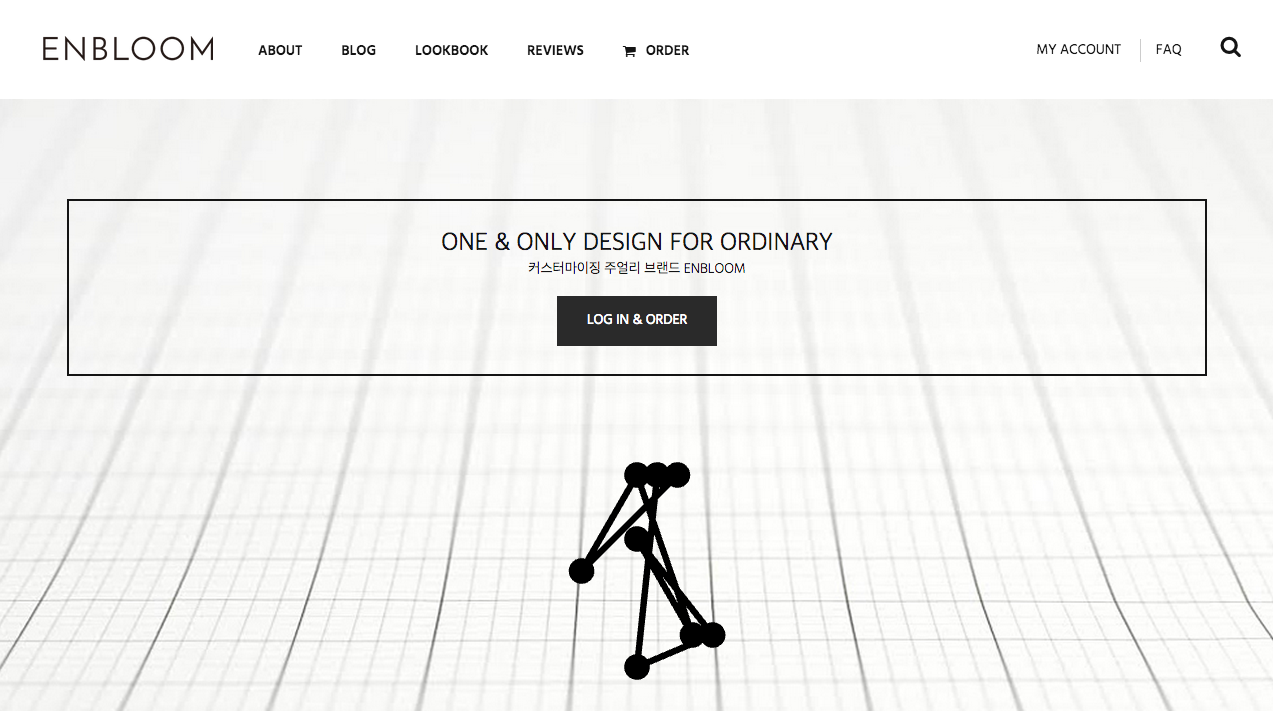 ENBLOOM
ABOUT BLOG LOOKBOOK REVIEWS ORDER
MY ACCOUNT FAQ
ONE & ONLY DESIGN FOR ORDINARY
커스터마이징 주얼리 브랜드 ENBLOOM
LOG IN & ORDER